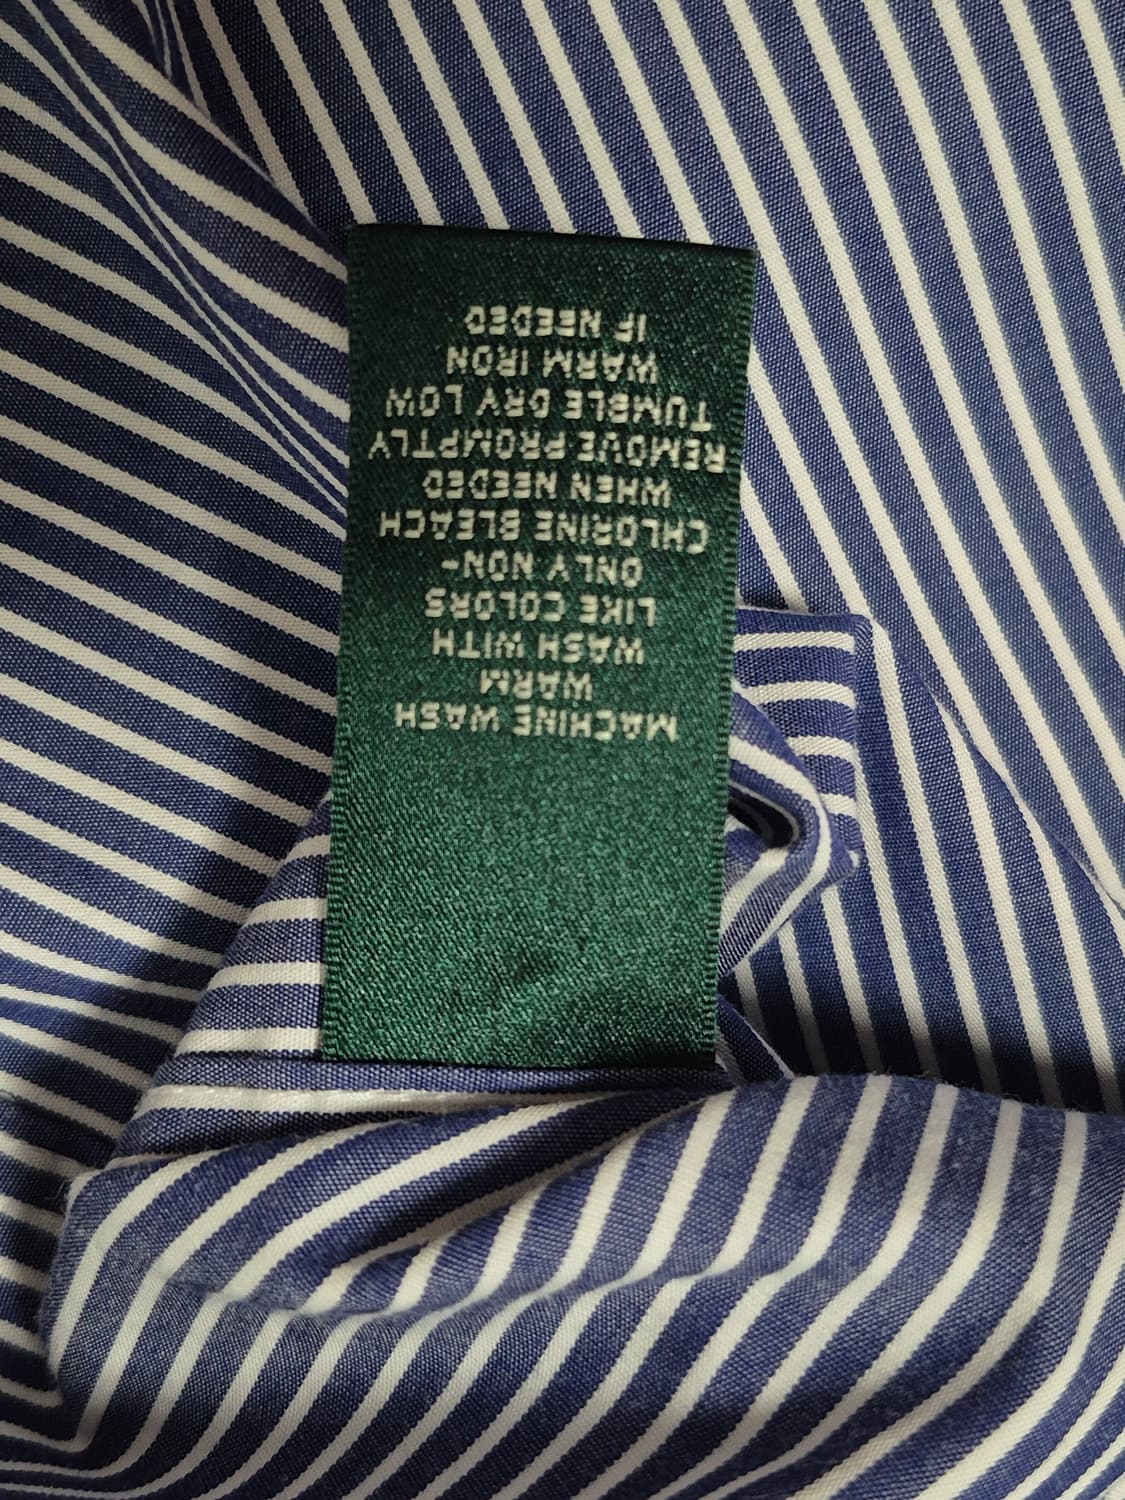 MACHINE WASH
WARM
WASH WITH
LIKE COLORS
ONLY NON-
CHLORINE BLEACH
WHEN NEEDED
REMOVE PROMPTLY
TUMBLE DRY LOW
WARM IRON
IF NEEDED